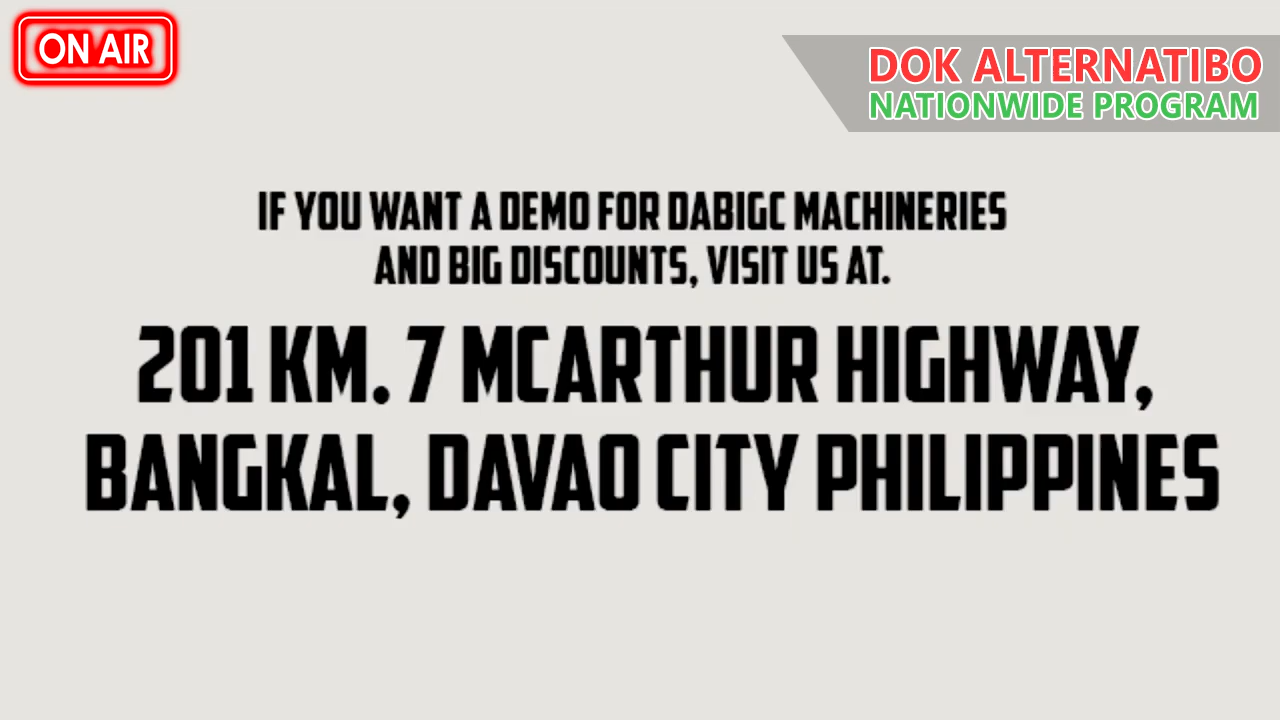 ON AIR
DOK ALTERNATIBO
NATIONWIDE PROGRAM
IF YOU WANT A DEMO FOR DABIGC MACHINERIES
AND BIG DISCOUNTS, VISIT US AT.
201 KM. 7 MCARTHUR HIGHWAY,
BANGKAL, DAVAO CITY PHILIPPINES